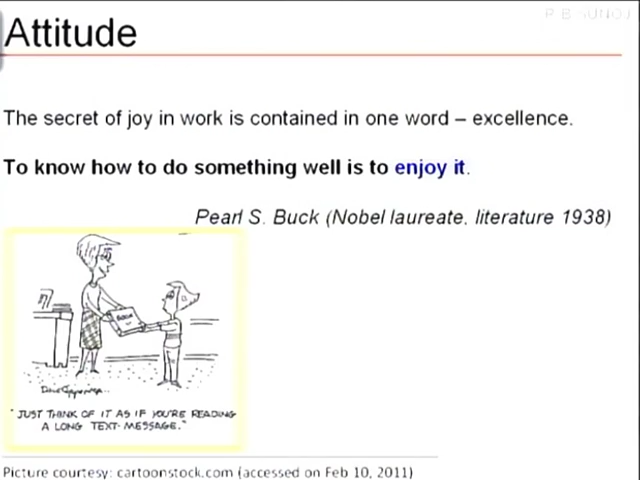 Attitude
The secret of joy in work is contained in one word – excellence.
To know how to do something well is to enjoy it.
Pearl S. Buck (Nobel laureate, literature 1938)
BOOK
"JUST THINK OF IT AS IF YOU'RE READING
A LONG TEXT-MESSAGE."
Picture courtesy: cartoonstock.com (accessed on Feb 10, 2011)